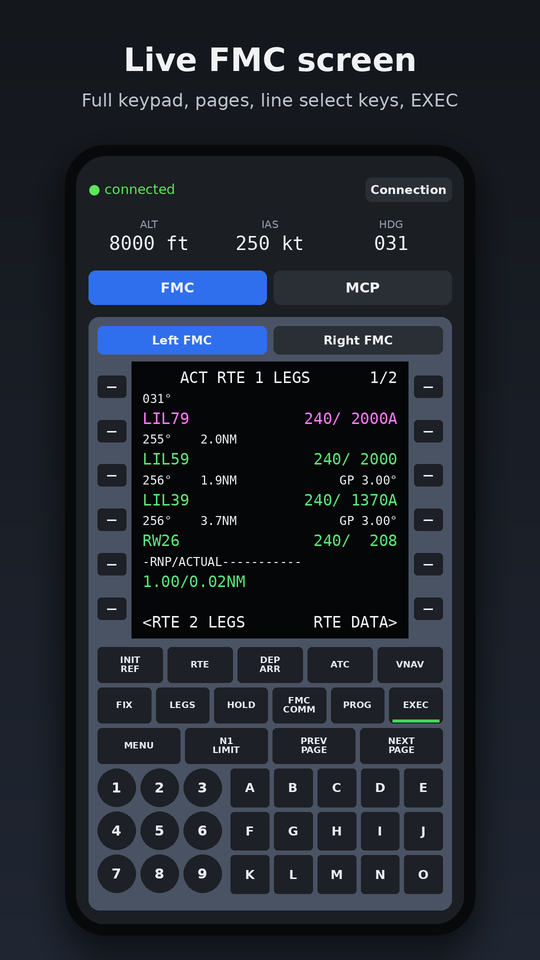 Live FMC screen
Full keypad, pages, line select keys, EXEC
connected
Connection
ALT IAS HDG
8000 ft 250 kt 031
FMC MCP
Left FMC Right FMC
ACT RTE 1 LEGS 1/2
031°
LIL79 240/ 2000A
255° 2.0NM
LIL59 240/ 2000
256° 1.9NM GP 3.00°
LIL39 240/ 1370A
256° 3.7NM GP 3.00°
RW26 240/ 208
-RNP/ACTUAL-----------
1.00/0.02NM
<RTE 2 LEGS RTE DATA>
INIT REF RTE DEP ARR ATC VNAV
FIX LEGS HOLD FMC COMM PROG EXEC
MENU N1 LIMIT PREV PAGE NEXT PAGE
1 2 3 A B C D E
4 5 6 F G H I J
7 8 9 K L M N O